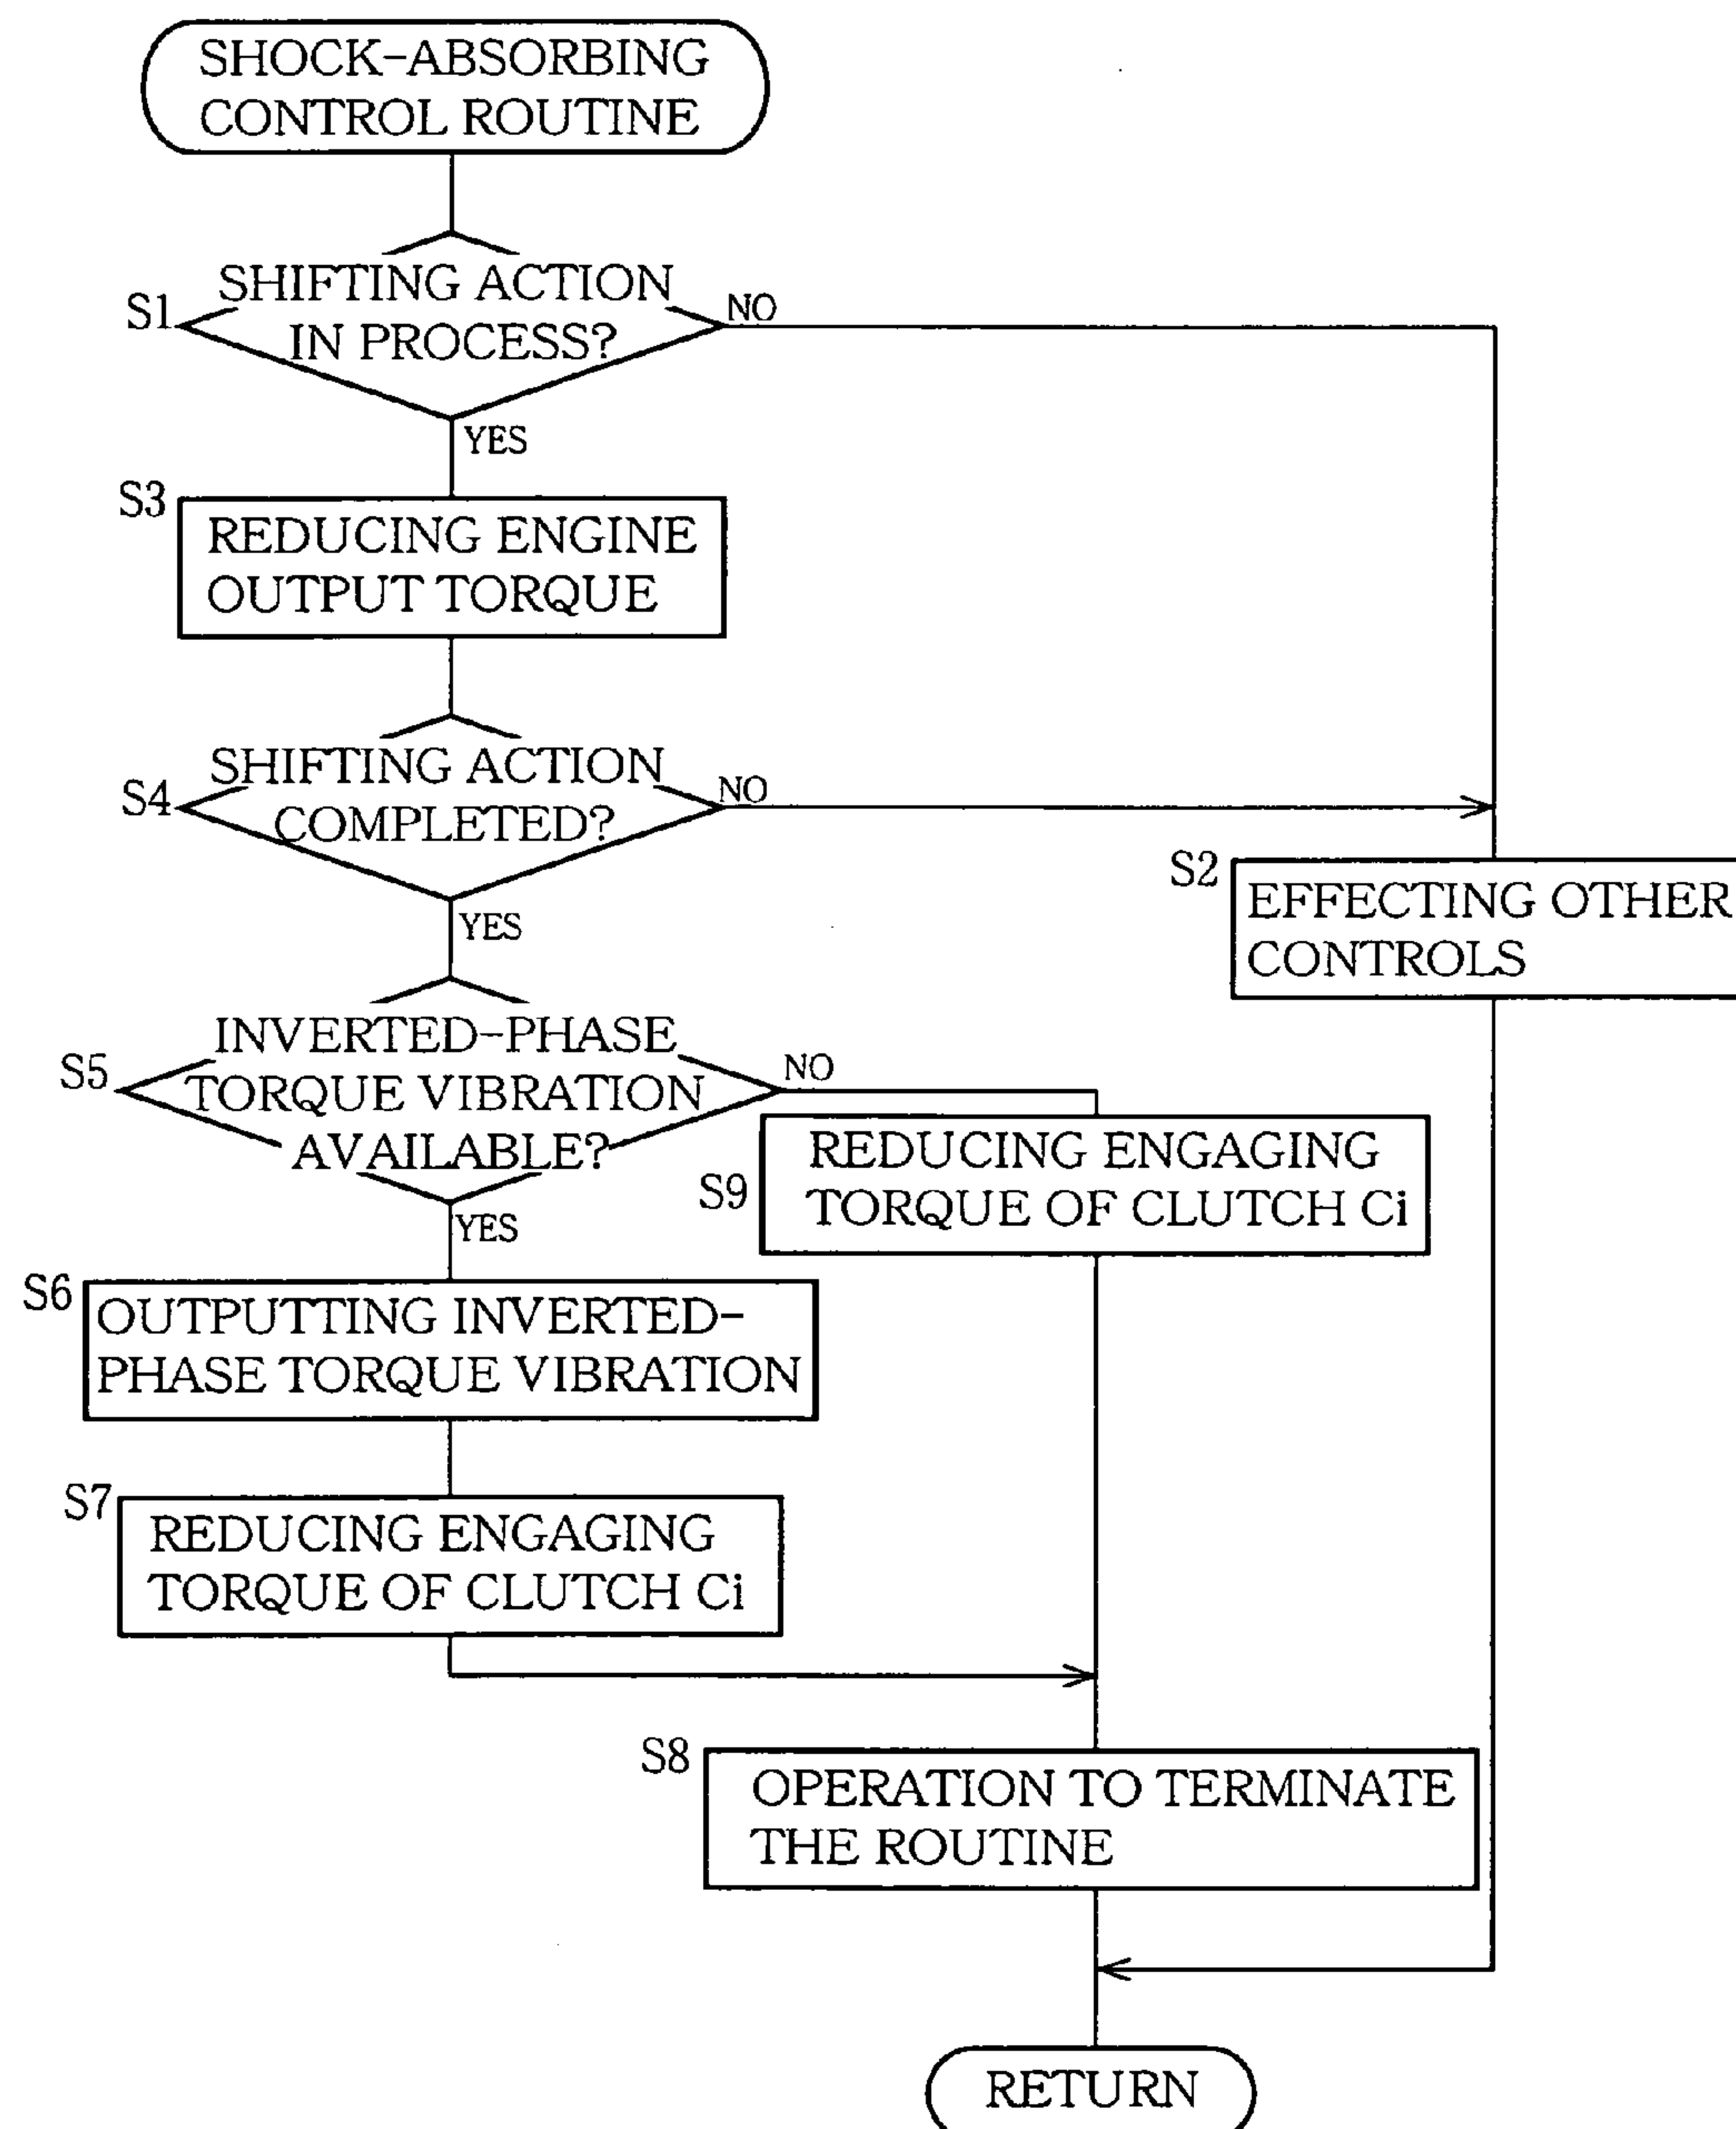 SHOCK-ABSORBING
CONTROL ROUTINE
S1
SHIFTING ACTION
IN PROCESS?
NO
YES
S3
REDUCING ENGINE
OUTPUT TORQUE
S4
SHIFTING ACTION
COMPLETED?
NO
YES
S2
EFFECTING OTHER
CONTROLS
S5
INVERTED-PHASE
TORQUE VIBRATION
AVAILABLE?
NO
YES
S9
REDUCING ENGAGING
TORQUE OF CLUTCH Ci
S6
OUTPUTTING INVERTED-
PHASE TORQUE VIBRATION
S7
REDUCING ENGAGING
TORQUE OF CLUTCH Ci
S8
OPERATION TO TERMINATE
THE ROUTINE
RETURN